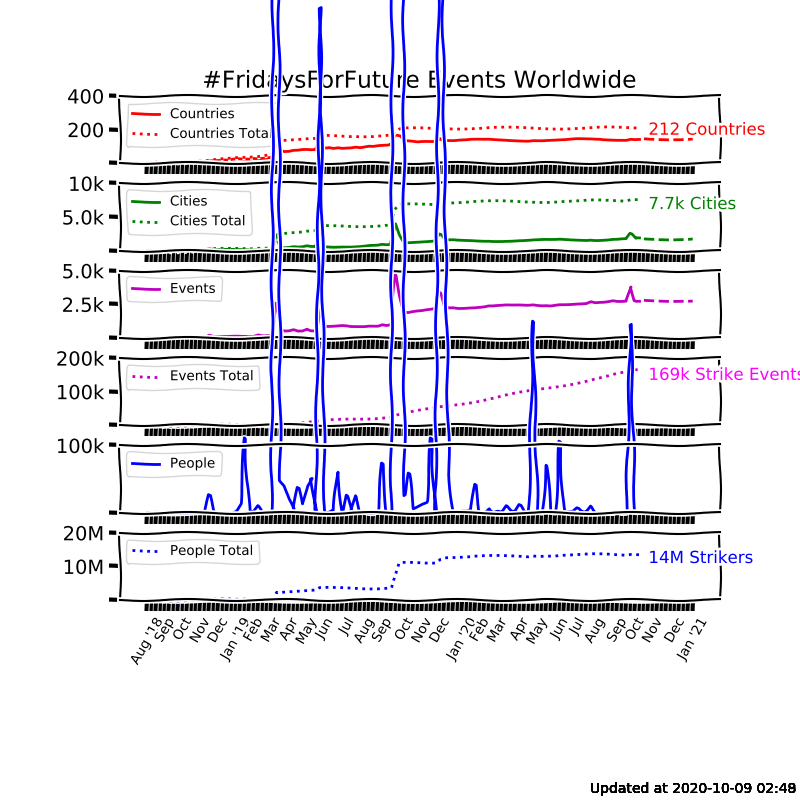 #FridaysForFuture Events Worldwide
400
200
Countries
Countries Total
212 Countries
10k
5.0k
Cities
Cities Total
7.7k Cities
5.0k
2.5k
Events
200k
100k
Events Total
169k Strike Events
100k
People
20M
10M
People Total
14M Strikers
Aug '18 Sep Oct Nov Dec Jan '19 Feb Mar Apr May Jun Jul Aug Sep Oct Nov Dec Jan '20 Feb Mar Apr May Jun Jul Aug Sep Oct Nov Dec Jan '21
Updated at 2020-10-09 02:48